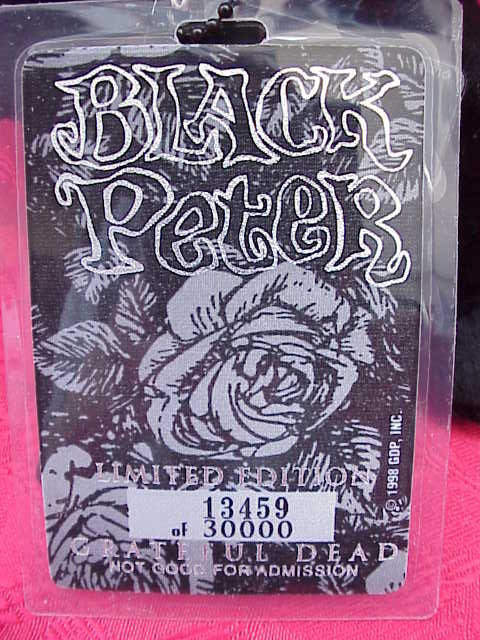 BLACK
PeteR
LIMITED EDITION
13459
of 30000
GRATEFUL DEAD
NOT GOOD FOR ADMISSION
© 1998 GDP, INC.